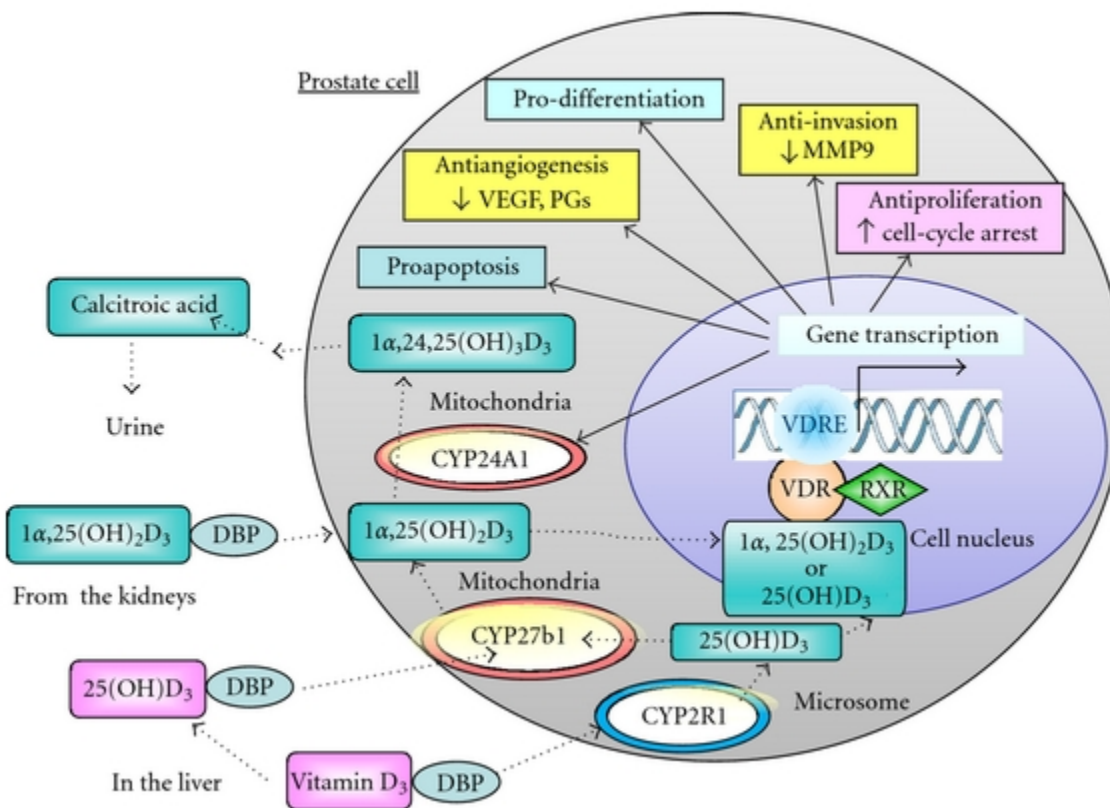 Prostate cell
Pro-differentiation
Anti-invasion
↓ MMP9
Antiangiogenesis
↓ VEGF, PGs
Antiproliferation
↑ cell-cycle arrest
Proapoptosis
Calcitroic acid
1α,24,25(OH)₃D₃
Gene transcription
Urine
Mitochondria
VDRE
CYP24A1
VDR
RXR
1α,25(OH)₂D₃
DBP
1α,25(OH)₂D₃
Cell nucleus
1α, 25(OH)₂D₃
or
25(OH)D₃
From the kidneys
Mitochondria
CYP27b1
25(OH)D₃
25(OH)D₃
DBP
CYP2R1
Microsome
In the liver
Vitamin D₃
DBP